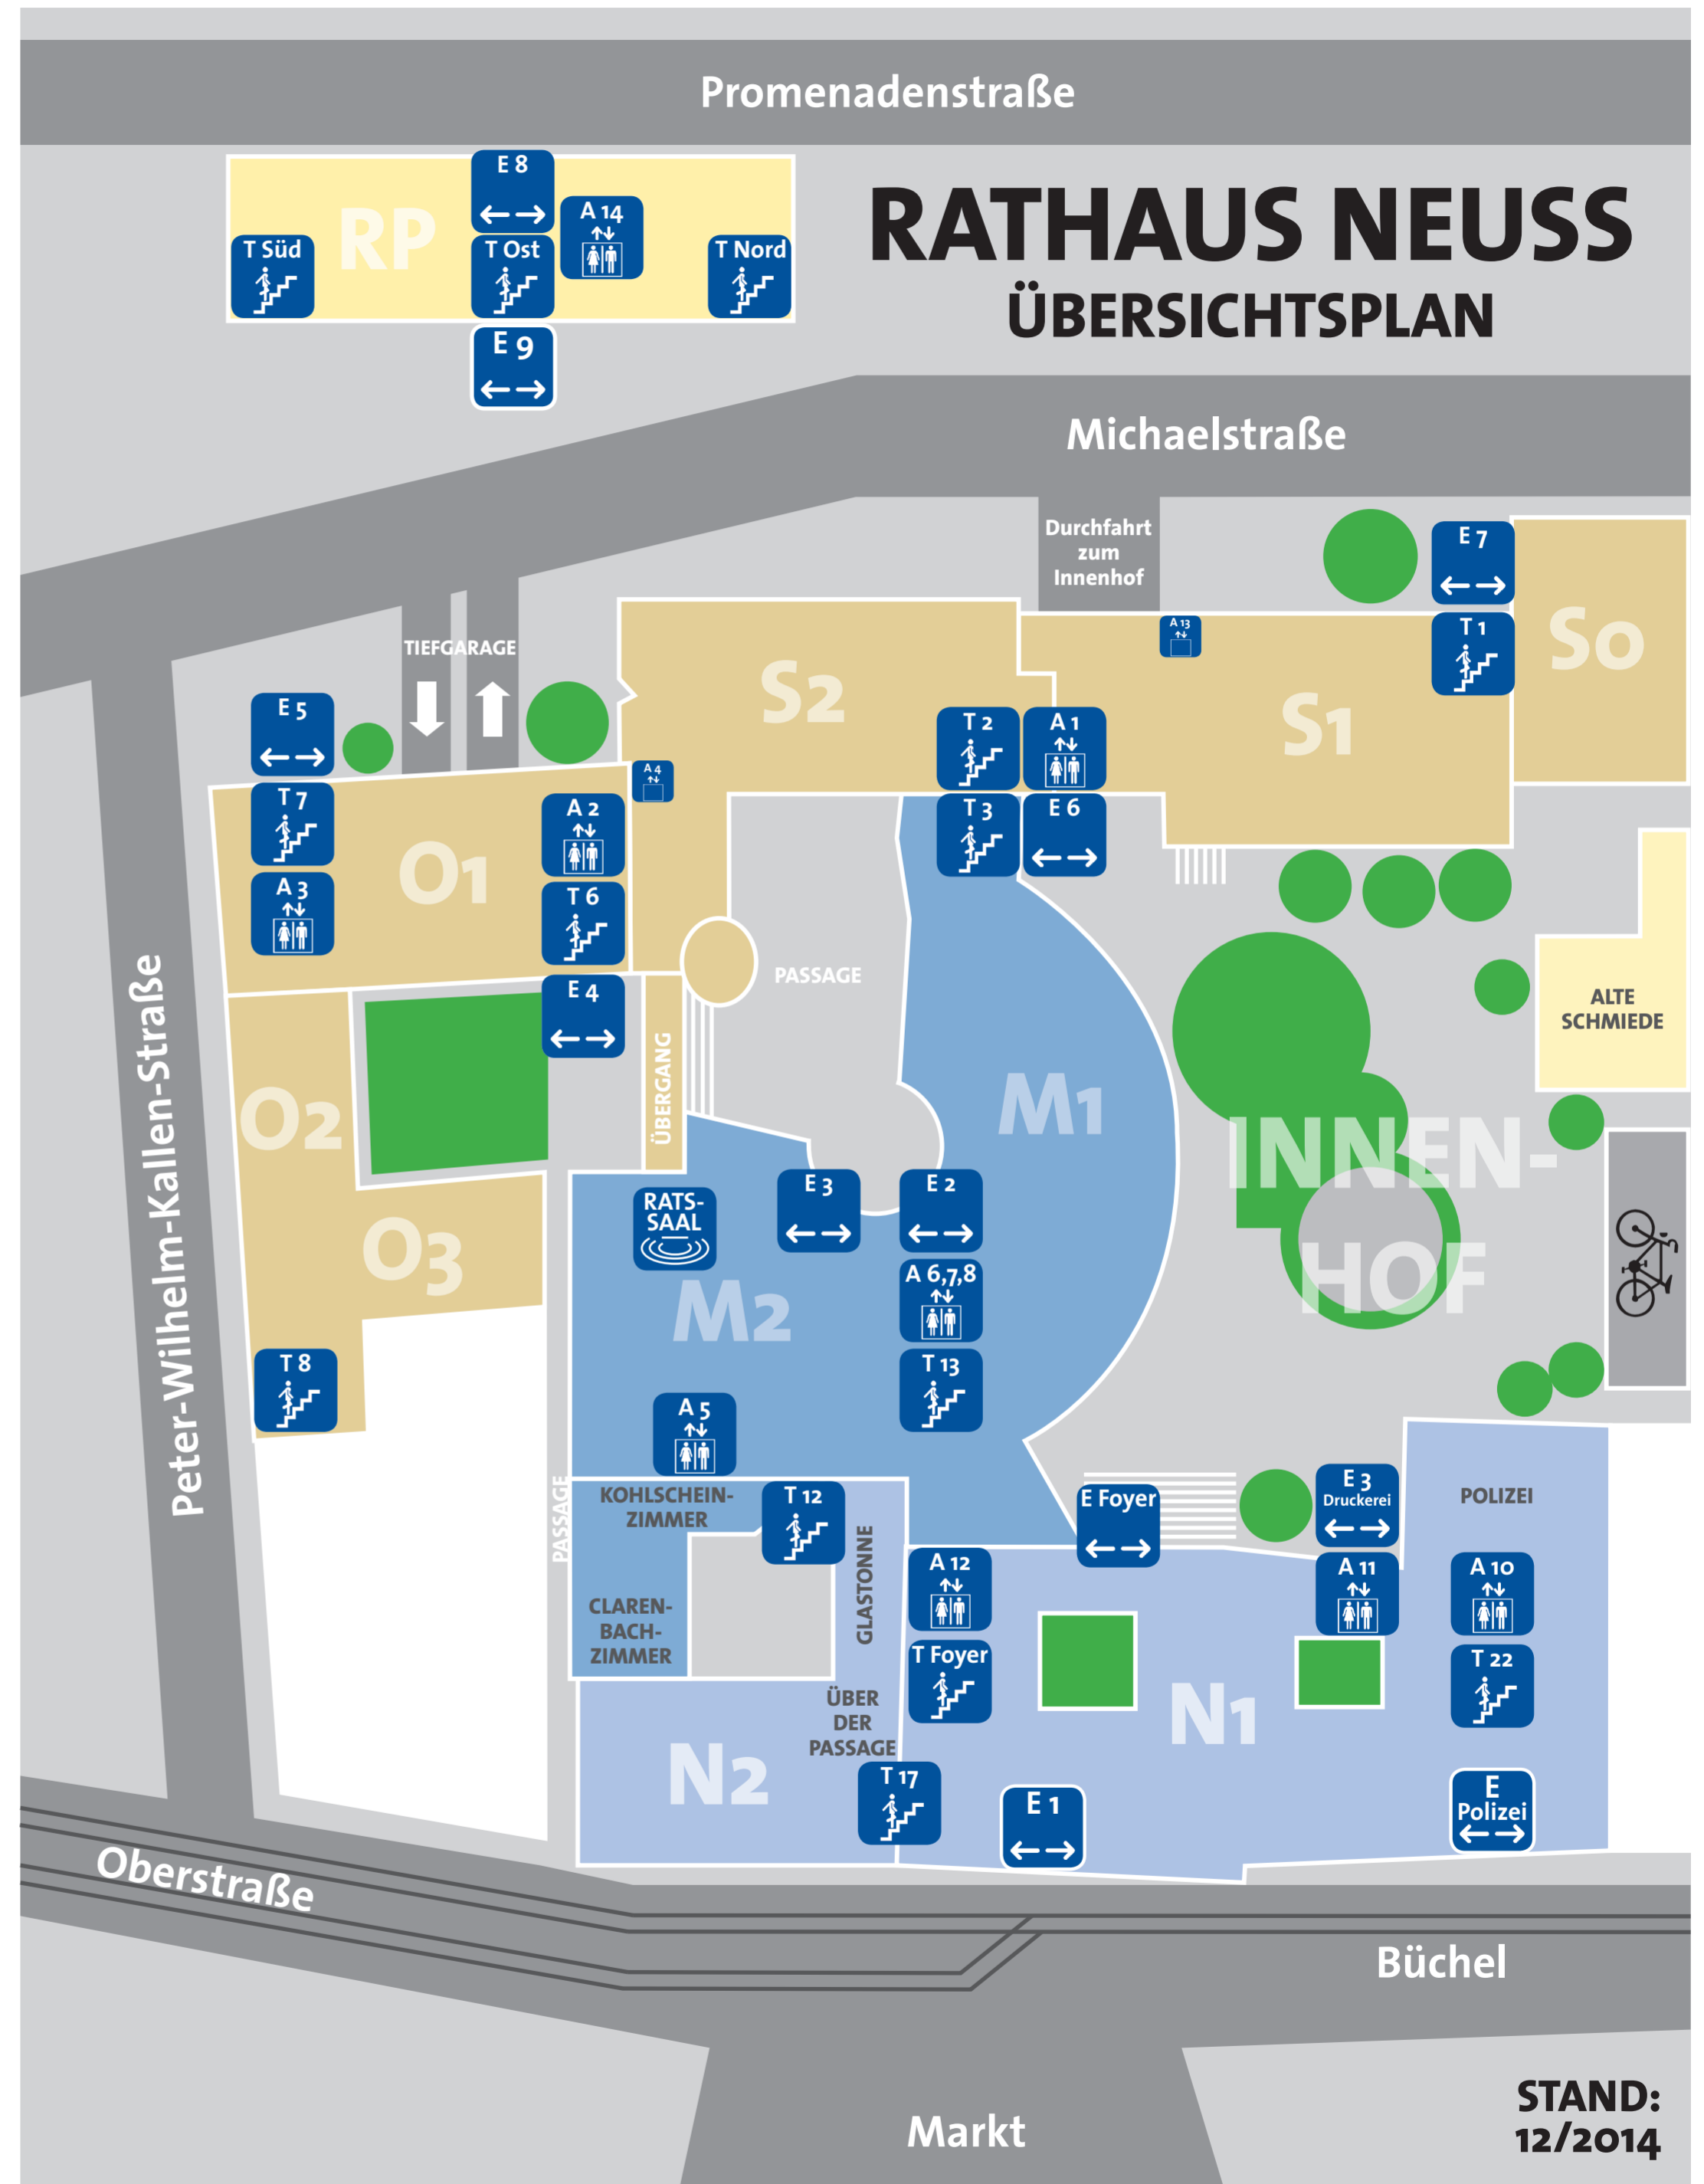 Promenadenstraße
RATHAUS NEUSS
ÜBERSICHTSPLAN
RP
E 8
A 14
T Süd
T Ost
T Nord
E 9
Michaelstraße
Durchfahrt
zum
Innenhof
E 7
A 13
T 1
So
TIEFGARAGE
S2
S1
E 5
T 2
A 1
A 4
T 7
A 2
T 3
E 6
O1
A 3
T 6
PASSAGE
E 4
ALTE
SCHMIEDE
Peter-Wilhelm-Kallen-Straße
ÜBERGANG
O2
M1
INNEN-
HOF
RATS-
SAAL
E 3
E 2
O3
A 6,7,8
M2
T 8
T 13
A 5
PASSAGE
KOHLSCHEIN-
ZIMMER
T 12
E Foyer
E 3
Druckerei
POLIZEI
GLASTONNE
A 12
A 11
A 10
CLAREN-
BACH-
ZIMMER
T Foyer
T 22
ÜBER
DER
PASSAGE
N1
N2
T 17
E 1
E
Polizei
Oberstraße
Büchel
Markt
STAND:
12/2014